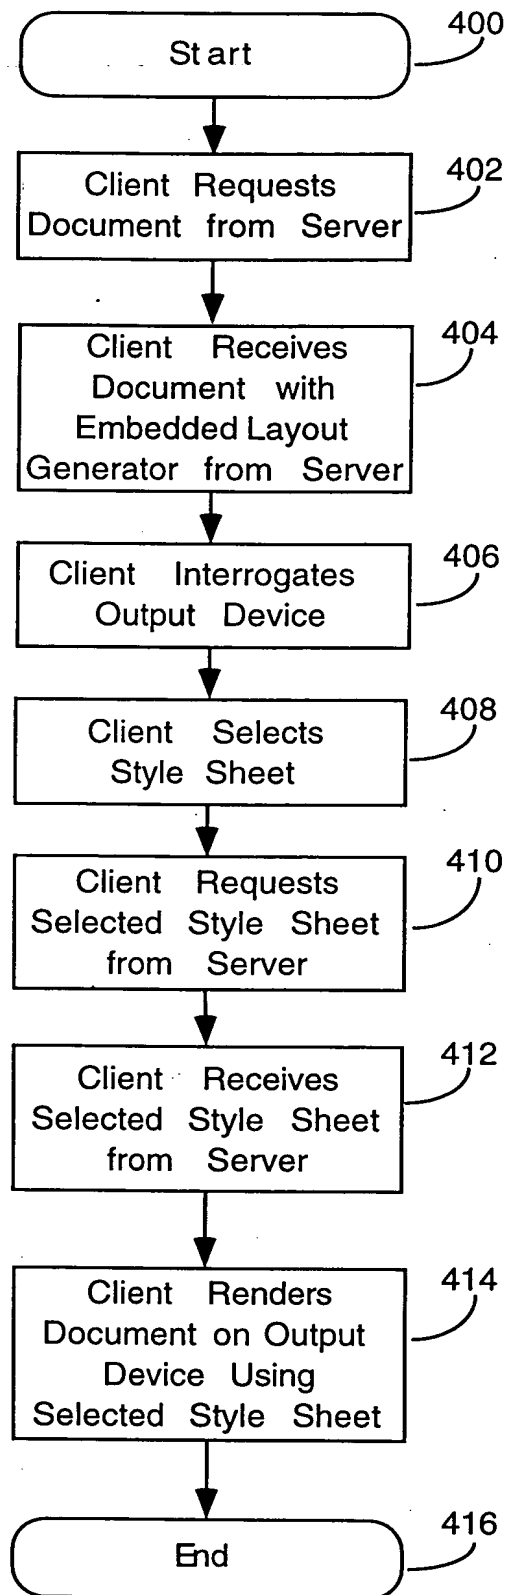 400
Start
402
Client Requests
Document from Server
404
Client Receives
Document with
Embedded Layout
Generator from Server
406
Client Interrogates
Output Device
408
Client Selects
Style Sheet
410
Client Requests
Selected Style Sheet
from Server
412
Client Receives
Selected Style Sheet
from Server
414
Client Renders
Document on Output
Device Using
Selected Style Sheet
416
End